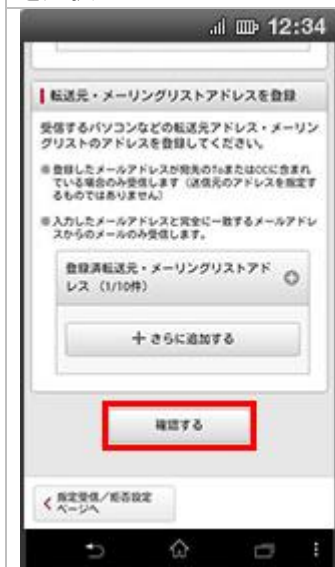 12:34
転送元・メーリングリストアドレスを登録
受信するパソコンなどの転送元アドレス・メーリン
グリストのアドレスを登録してください。
※登録したメールアドレスが宛先のToまたはCCに含まれ
ている場合のみ受信します（送信元のアドレスを指定す
るものではありません）
※入力したメールアドレスと完全に一致するメールアドレ
スからのメールのみ受信します。
登録済転送元・メーリングリストアド
レス （1/10件）
＋さらに追加する
確認する
指定受信／拒否設定
ページへ